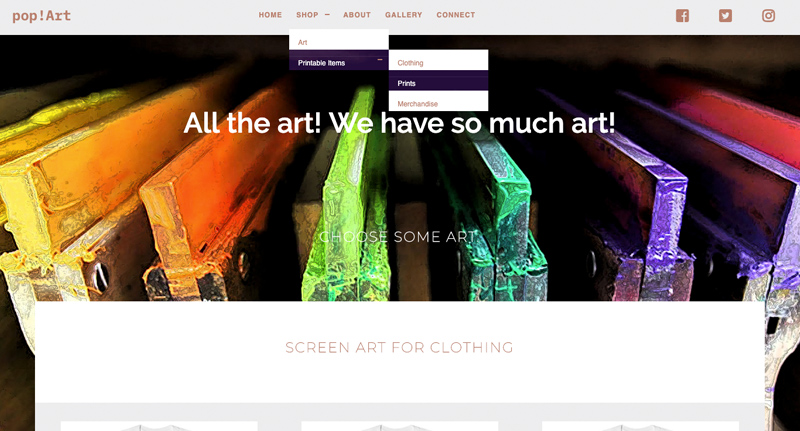 pop!Art
HOME SHOP – ABOUT GALLERY CONNECT
Art
Printable Items –
Clothing
Prints
Merchandise
All the art! We have so much art!
CHOOSE SOME ART
SCREEN ART FOR CLOTHING